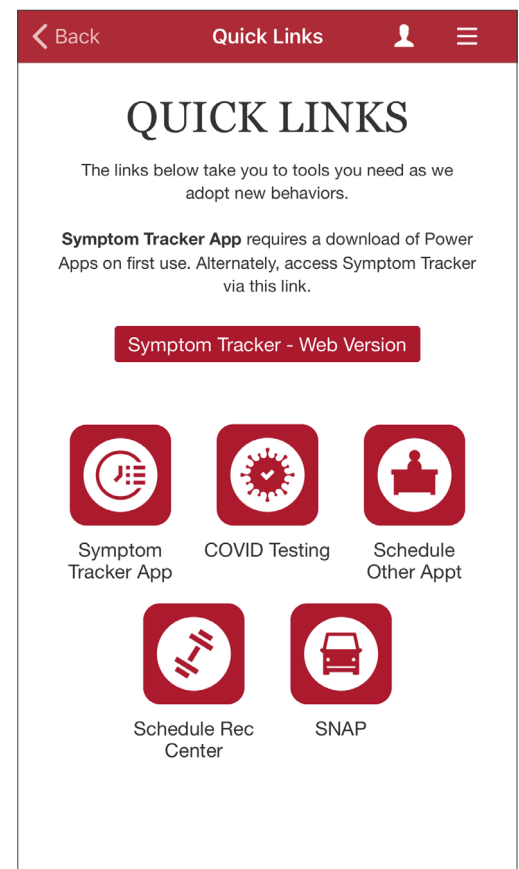 Back
Quick Links
QUICK LINKS
The links below take you to tools you need as we
adopt new behaviors.
Symptom Tracker App requires a download of Power
Apps on first use. Alternately, access Symptom Tracker
via this link.
Symptom Tracker - Web Version
Symptom
Tracker App
COVID Testing
Schedule
Other Appt
Schedule Rec
Center
SNAP